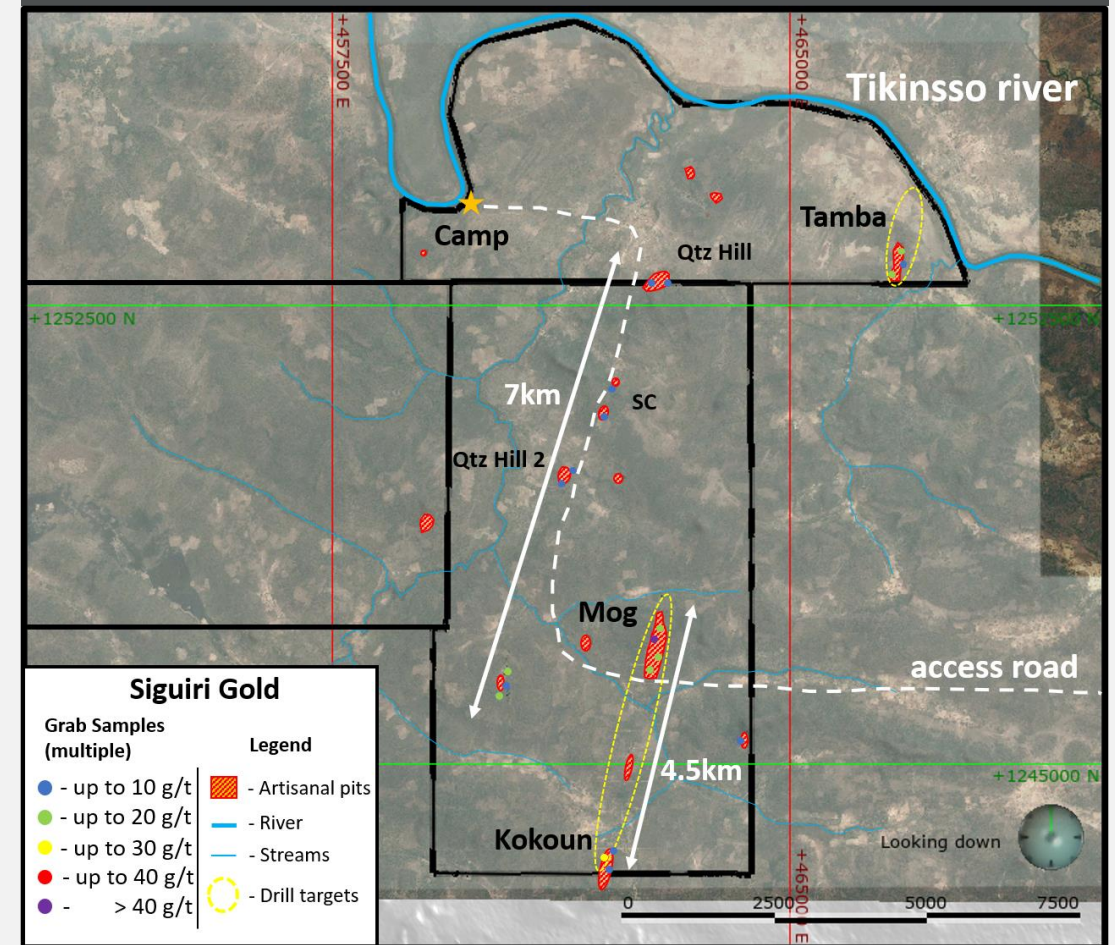 +457500 E
+465000 E
Tikinsso river
Tamba
Camp
Qtz Hill
+1252500 N
+1252500 N
7km
SC
Qtz Hill 2
Mog
access road
4.5km
+1245000 N
Kokoun
Looking down
+465000 E
0 2500 5000 7500
Siguiri Gold
Grab Samples
(multiple)
- up to 10 g/t
- up to 20 g/t
- up to 30 g/t
- up to 40 g/t
- > 40 g/t
Legend
- Artisanal pits
- River
- Streams
- Drill targets